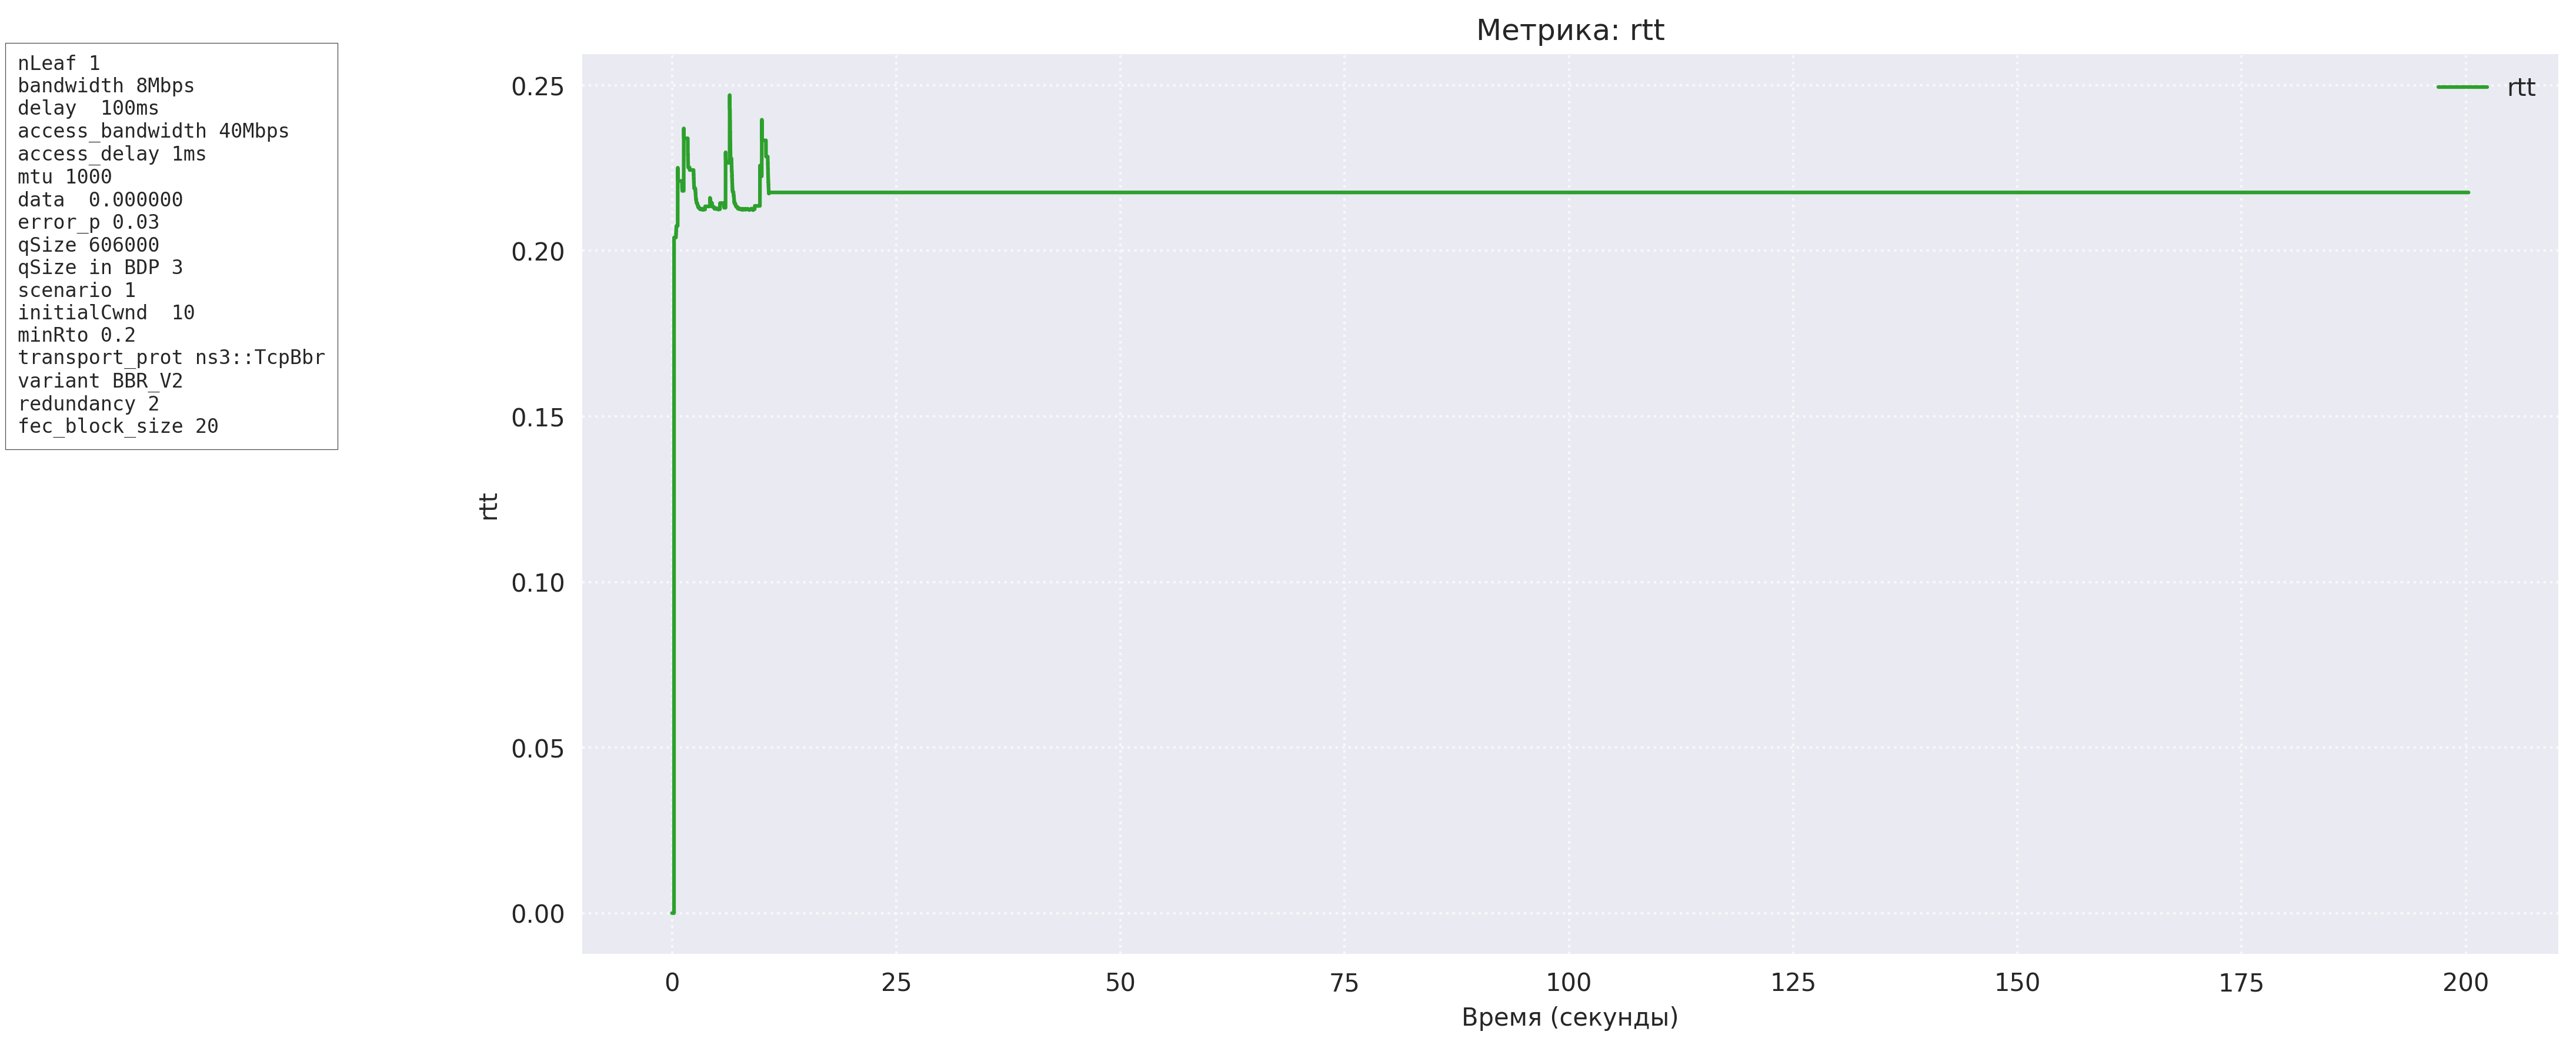 Метрика: rtt
nLeaf 1
bandwidth 8Mbps
delay  100ms
access_bandwidth 40Mbps
access_delay 1ms
mtu 1000
data  0.000000
error_p 0.03
qSize 606000
qSize in BDP 3
scenario 1
initialCwnd  10
minRto 0.2
transport_prot ns3::TcpBbr
variant BBR_V2
redundancy 2
fec_block_size 20
rtt
0.25
0.20
0.15
0.10
0.05
0.00
rtt
0 25 50 75 100 125 150 175 200
Время (секунды)